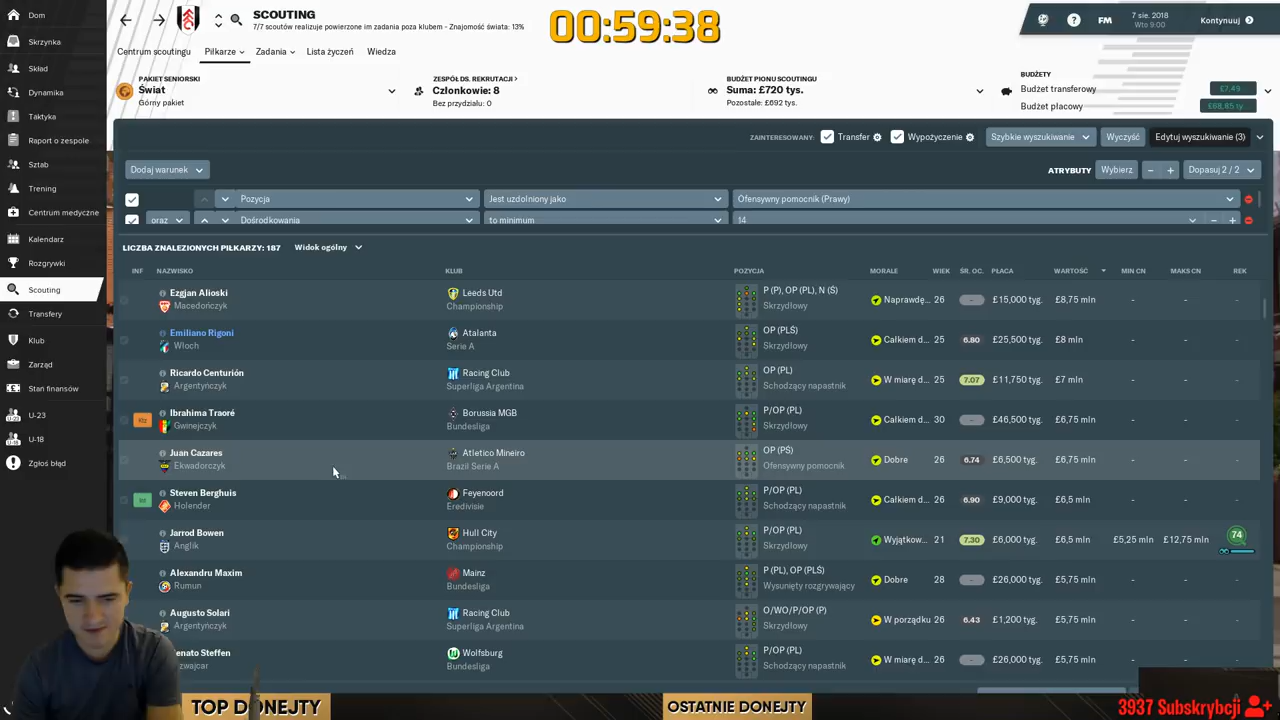 SCOUTING
7/7 scoutów realizuje powierzone im zadania poza klubem - Znajomość świata: 13%
00:59:38
FM
7 sie. 2018
Wto 9:00
Kontynuuj
Dom
Skrzynka
Skład
Dynamika
Taktyka
Raport o zespole
Sztab
Trening
Centrum medyczne
Kalendarz
Rozgrywki
Scouting
Transfery
Klub
Zarząd
Stan finansów
U-23
U-18
Zgłoś błąd
Centrum scoutingu
Piłkarze
Zadania
Lista życzeń
Wiedza
PAKIET SENIORSKI
Świat
Górny pakiet
ZESPÓŁ DS. REKRUTACJI >
Członkowie: 8
Bez przydziału: 0
BUDŻET PIONU SCOUTINGU
Suma: £720 tys.
Pozostałe: £692 tys.
BUDŻETY
Budżet transferowy £7.49
Budżet płacowy £68,85 ty
ZAINTERESOWANY: Transfer Wypożyczenie Szybkie wyszukiwanie Wyczyść Edytuj wyszukiwanie (3)
Dodaj warunek ATRYBUTY Wybierz - + Dopasuj 2 / 2
Pozycja Jest uzdolniony jako Ofensywny pomocnik (Prawy)
oraz Dośrodkowania to minimum 14 - +
LICZBA ZNALEZIONYCH PIŁKARZY: 187 Widok ogólny
INF NAZWISKO KLUB POZYCJA MORALE WIEK ŚR. OC. PŁACA WARTOŚĆ MIN CN MAKS CN REK
Ezgjan Alioski Leeds Utd P (P), OP (PL), N (Ś) Naprawdę... 26 - £15,000 tyg. £8,75 mln - - -
Macedończyk Championship Skrzydłowy
Emiliano Rigoni Atalanta OP (PLŚ) Całkiem d... 25 6.80 £25,500 tyg. £8 mln - - -
Włoch Serie A Skrzydłowy
Ricardo Centurión Racing Club OP (PL) W miarę d... 25 7.07 £11,750 tyg. £7 mln - - -
Argentyńczyk Superliga Argentina Schodzący napastnik
Ibrahima Traoré Borussia MGB P/OP (PL) Całkiem d... 30 - £46,500 tyg. £6,75 mln - - -
Gwinejczyk Bundesliga Skrzydłowy
Juan Cazares Atletico Mineiro OP (PŚ) Dobre 26 6.74 £6,500 tyg. £6,75 mln - - -
Ekwadorczyk Brazil Serie A Ofensywny pomocnik
Steven Berghuis Feyenoord P/OP (PL) Całkiem d... 26 6.90 £9,000 tyg. £6,5 mln - - -
Holender Eredivisie Schodzący napastnik
Jarrod Bowen Hull City P/OP (PL) Wyjątkow... 21 7.30 £6,000 tyg. £6,5 mln £5,25 mln £12,75 mln 74
Anglik Championship Skrzydłowy
Alexandru Maxim Mainz P (PL), OP (PLŚ) Dobre 28 - £26,000 tyg. £5,75 mln - - -
Rumun Bundesliga Wysunięty rozgrywający
Augusto Solari Racing Club O/WO/P/OP (P) W porządku 26 6.43 £1,200 tyg. £5,75 mln - - -
Argentyńczyk Superliga Argentina Skrzydłowy
Steffen Wolfsburg P/OP (PL) W miarę d... 26 - £26,000 tyg. £5,75 mln - - -
Bundesliga Schodzący napastnik
TOP DONEJTY
OSTATNIE DONEJTY
3937 Subskrybcji